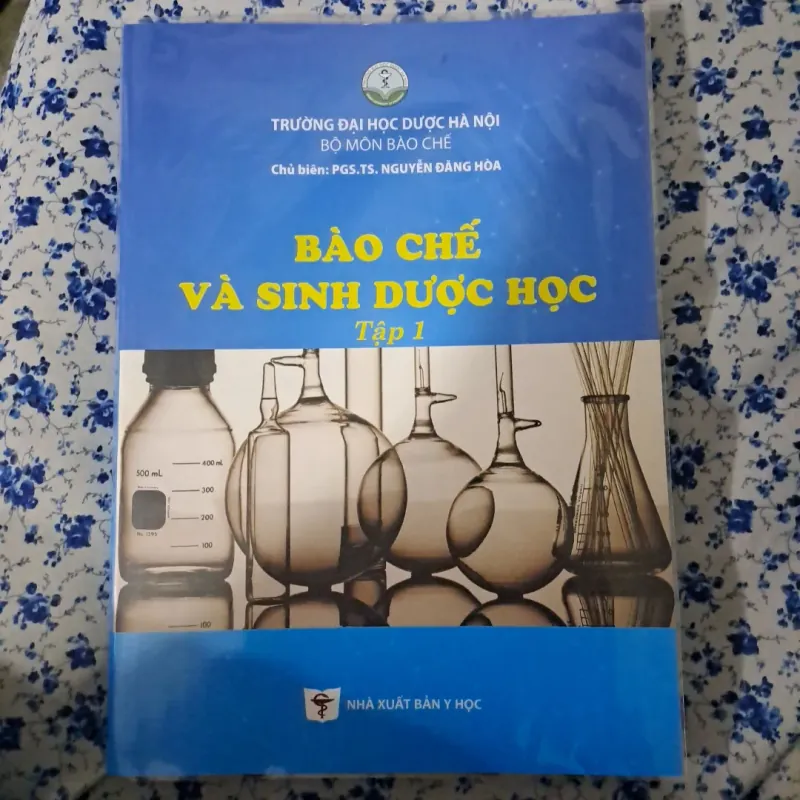 TRƯỜNG ĐẠI HỌC DƯỢC HÀ NỘI
BỘ MÔN BÀO CHẾ
Chủ biên: PGS.TS. NGUYỄN ĐĂNG HÒA
BÀO CHẾ
VÀ SINH DƯỢC HỌC
Tập 1
500 mL
400 mL
300
200
100
NHÀ XUẤT BẢN Y HỌC